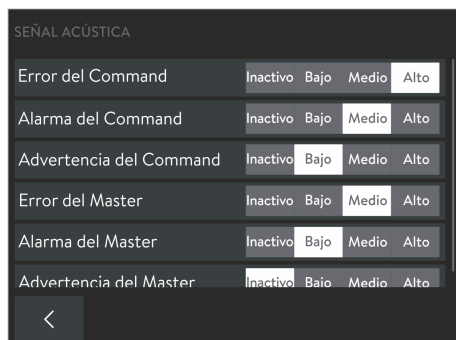 SEÑAL ACÚSTICA
Error del Command Inactivo Bajo Medio Alto
Alarma del Command Inactivo Bajo Medio Alto
Advertencia del Command Inactivo Bajo Medio Alto
Error del Master Inactivo Bajo Medio Alto
Alarma del Master Inactivo Bajo Medio Alto
Advertencia del Master Inactivo Bajo Medio Alto